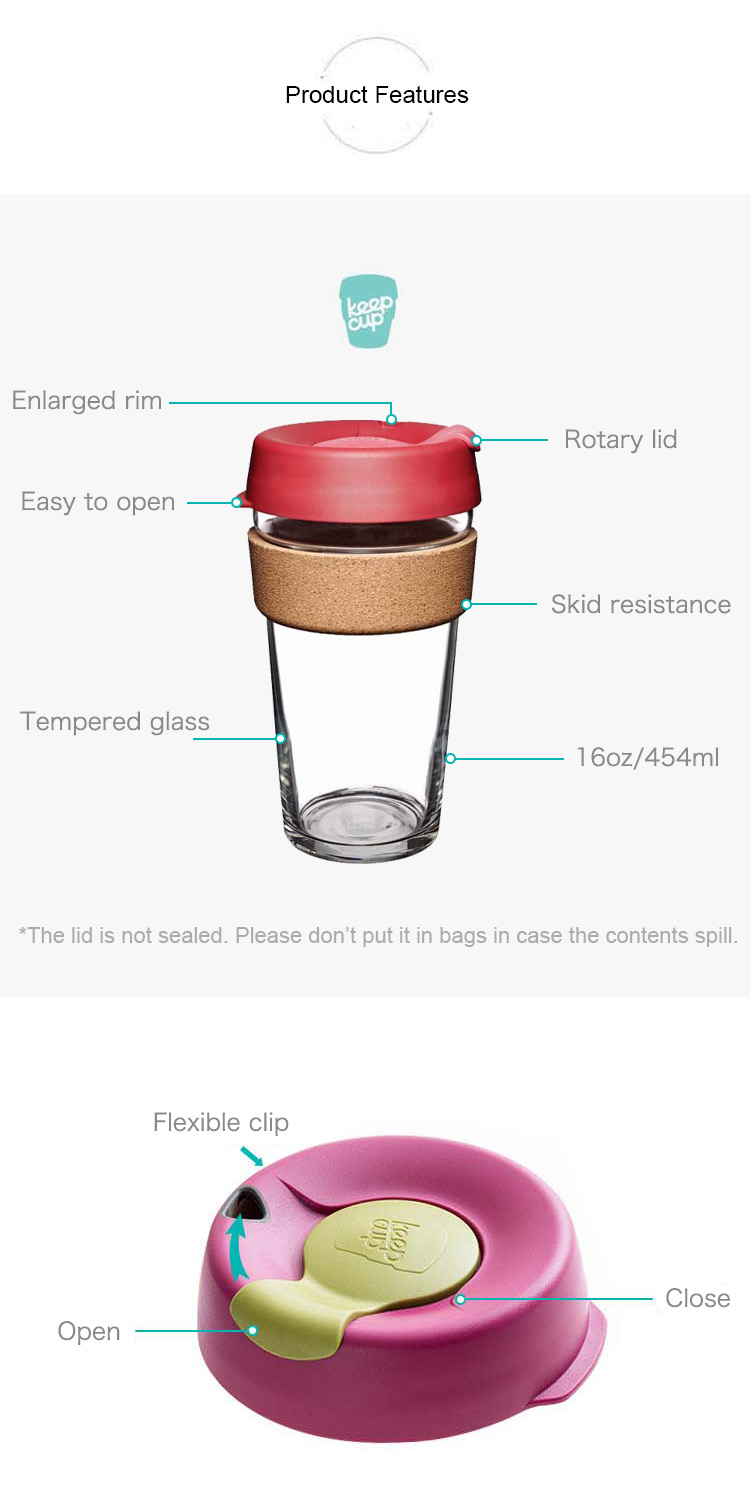 Product Features
keep
cup
Enlarged rim
Rotary lid
Easy to open
Skid resistance
Tempered glass
16oz/454ml
*The lid is not sealed. Please don’t put it in bags in case the contents spill.
Flexible clip
keep
cup
Close
Open